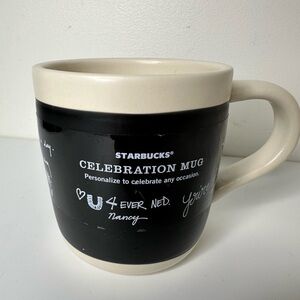 STARBUCKS®
CELEBRATION MUG
Personalize to celebrate any occasion.
♡ U 4 EVER NED.
nancy